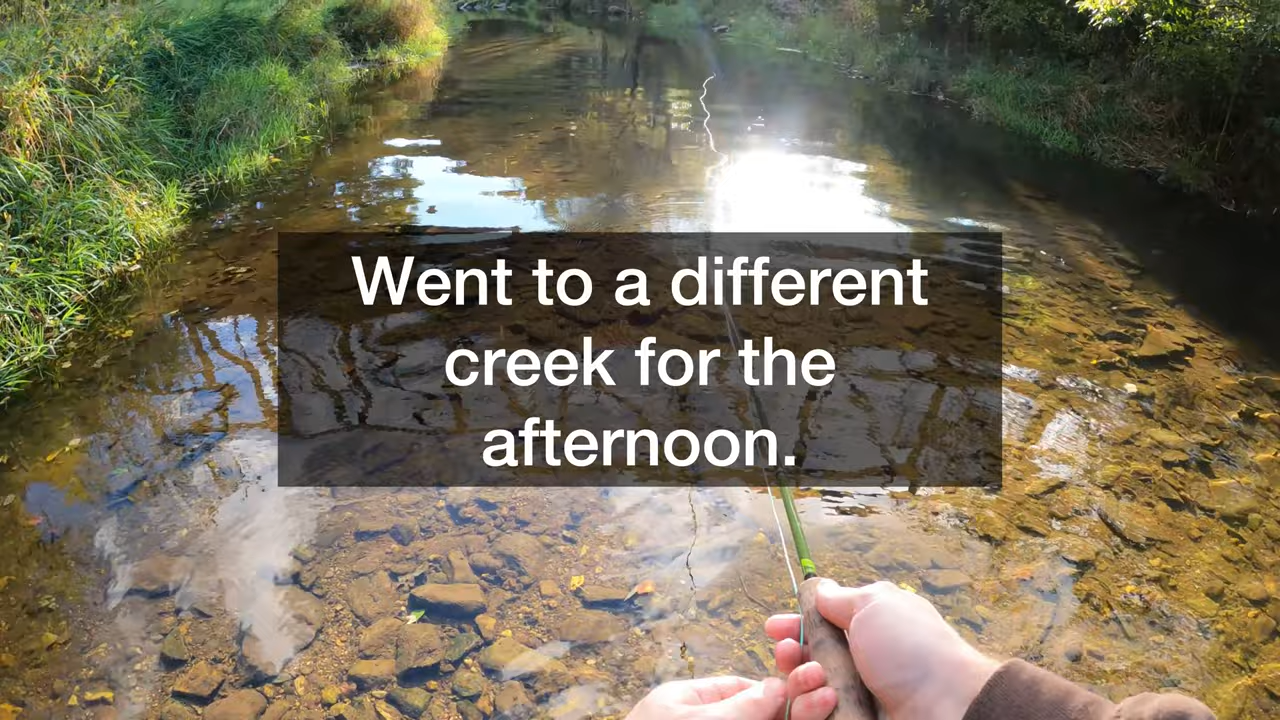 Went to a different
creek for the
afternoon.